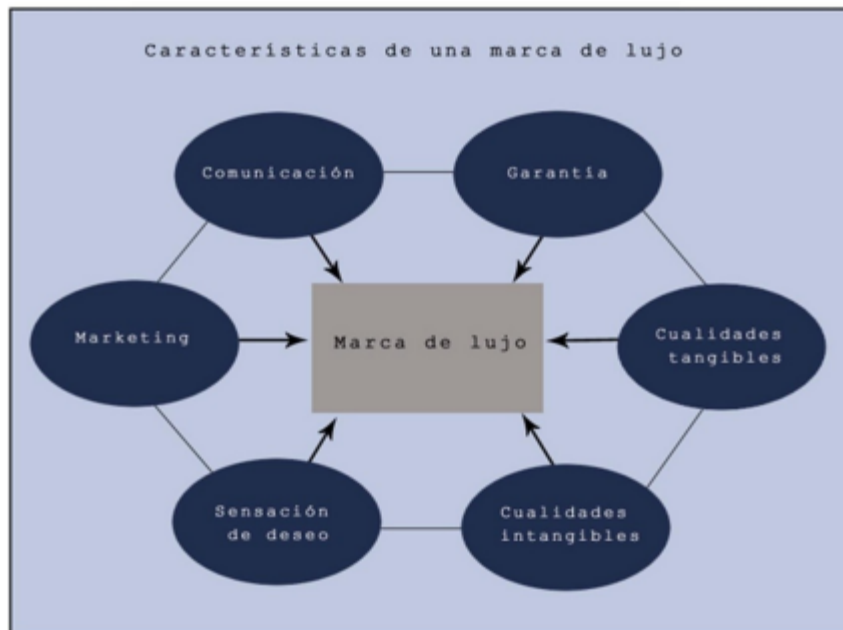 Características de una marca de lujo
Comunicación
Garantía
Marketing
Marca de lujo
Cualidades
tangibles
Sensación
de deseo
Cualidades
intangibles